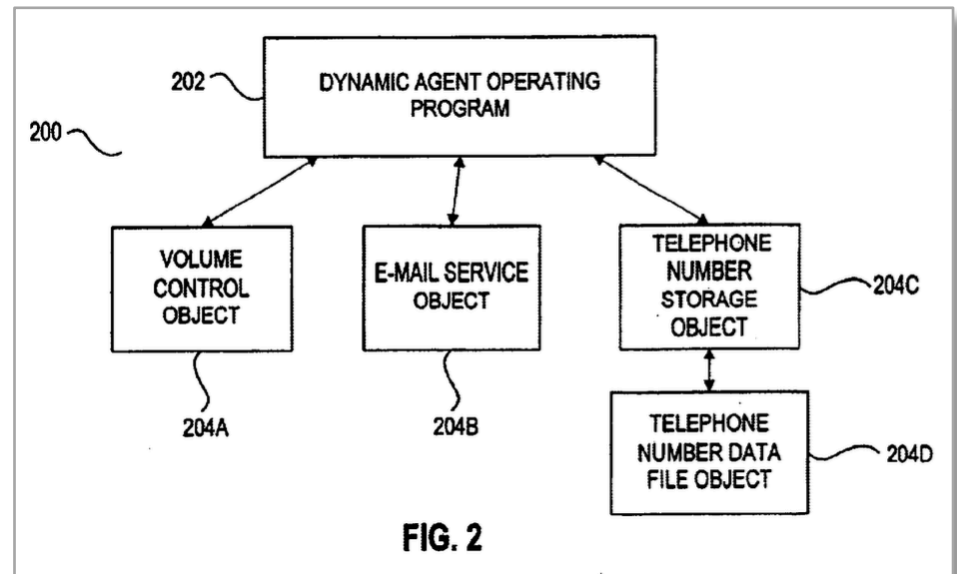 202
DYNAMIC AGENT OPERATING
PROGRAM
200
VOLUME
CONTROL
OBJECT
E-MAIL SERVICE
OBJECT
TELEPHONE
NUMBER
STORAGE
OBJECT
204C
204A
204B
TELEPHONE
NUMBER DATA
FILE OBJECT
204D
FIG. 2